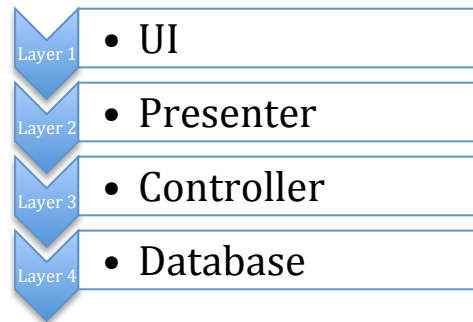 Layer 1
• UI
Layer 2
• Presenter
Layer 3
• Controller
Layer 4
• Database